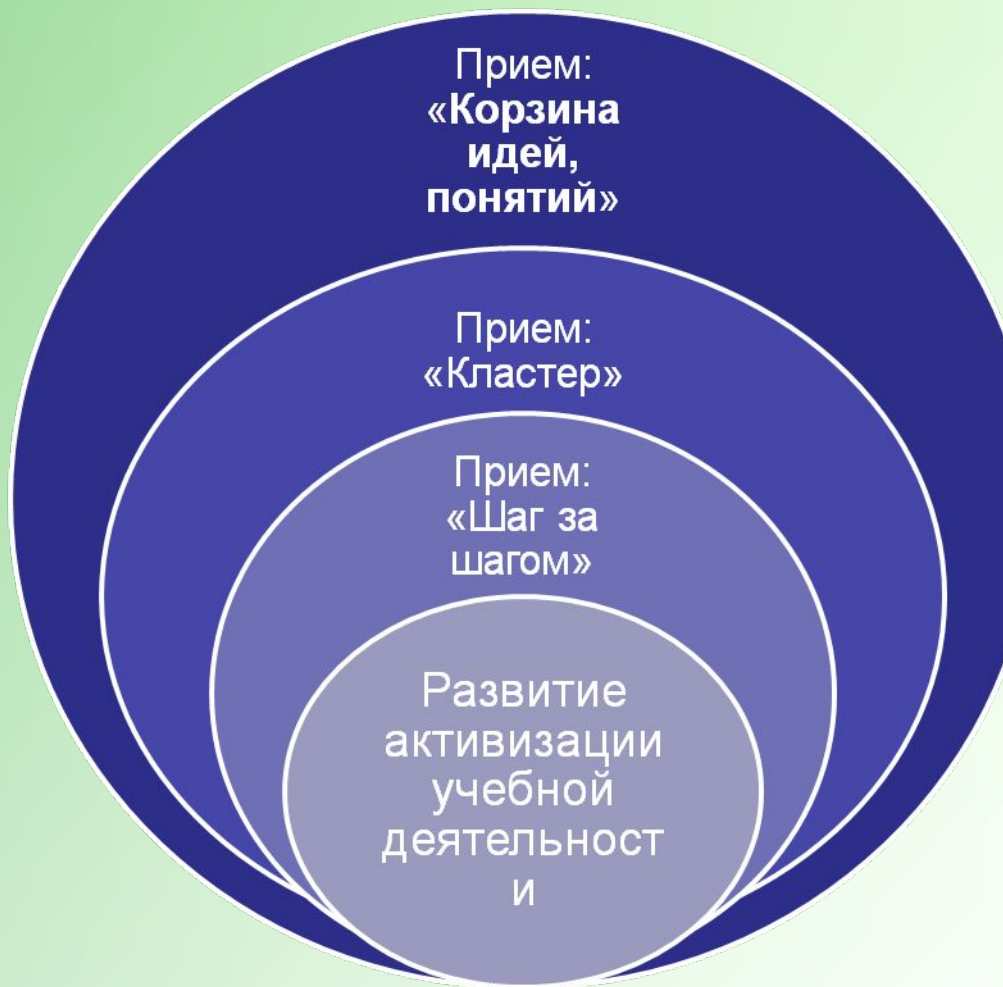 Прием:
«Корзина
идей,
понятий»
Прием:
«Кластер»
Прием:
«Шаг за
шагом»
Развитие
активизации
учебной
деятельност
и